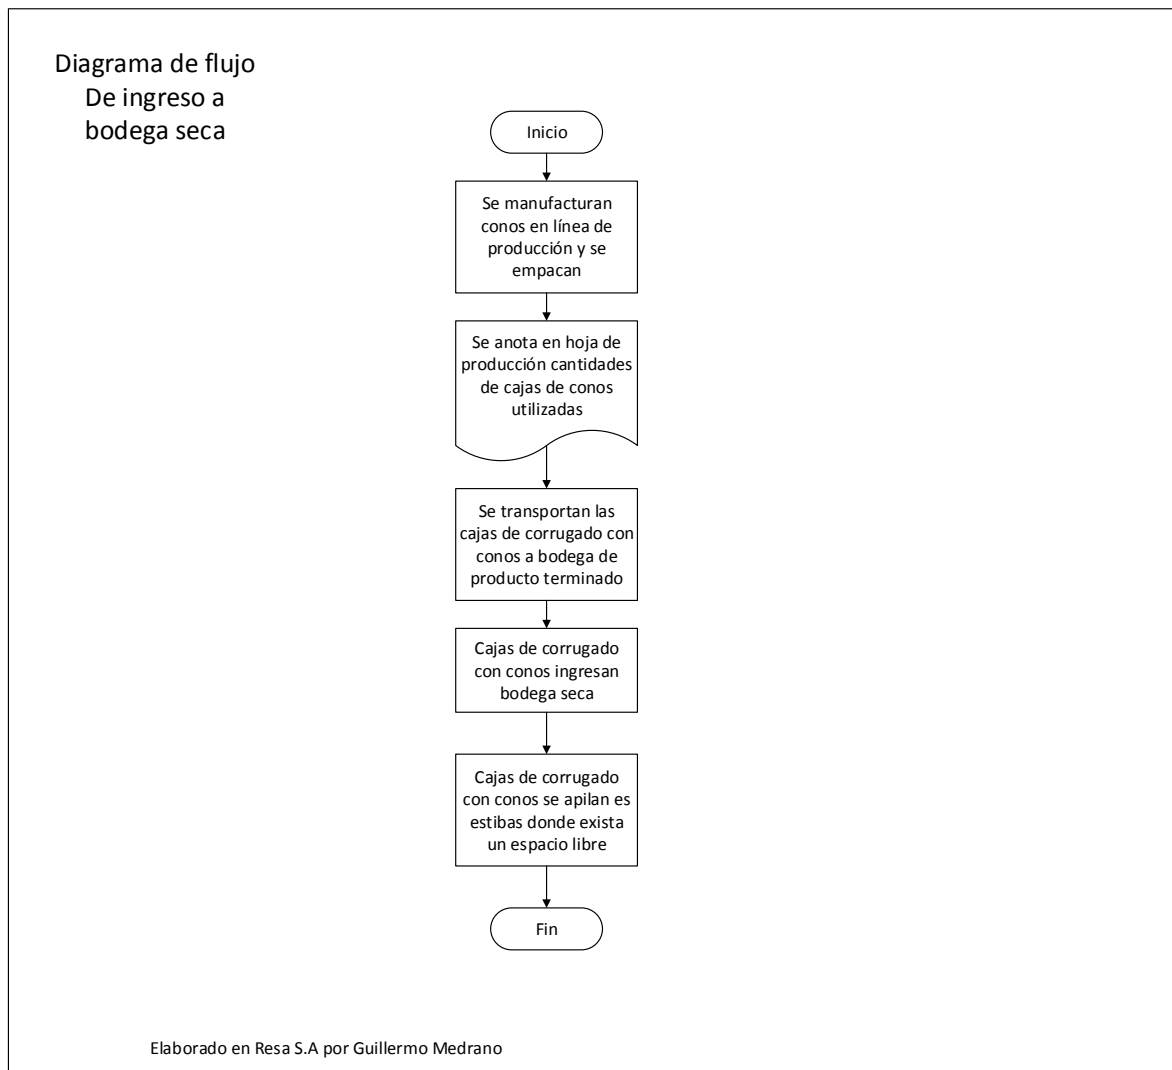 Diagrama de flujo
De ingreso a
bodega seca
Inicio
Se manufacturan
conos en línea de
producción y se
empacan
Se anota en hoja de
producción cantidades
de cajas de conos
utilizadas
Se transportan las
cajas de corrugado con
conos a bodega de
producto terminado
Cajas de corrugado
con conos ingresan
bodega seca
Cajas de corrugado
con conos se apilan es
estibas donde exista
un espacio libre
Fin
Elaborado en Resa S.A por Guillermo Medrano